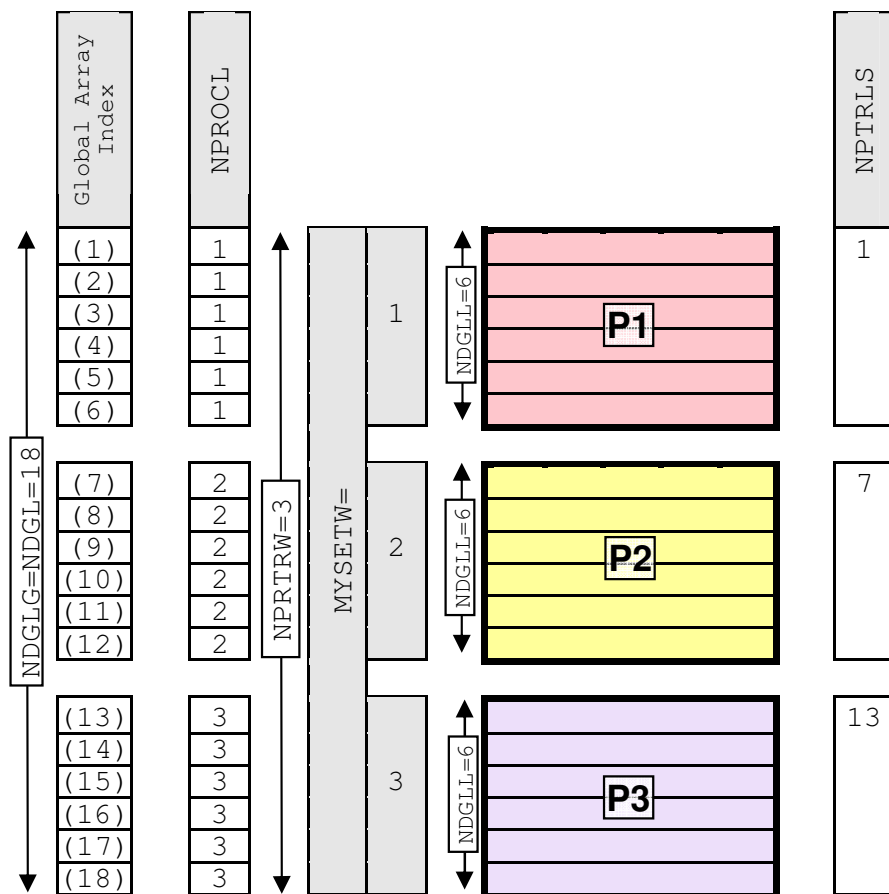 Global Array
Index
NPROCL
NPTRLS
NDGLG=NDGL=18
NPRTRW=3
MYSETW=
(1) 1
(2) 1
(3) 1
(4) 1
(5) 1
(6) 1
1
NDGLL=6
P1
1
(7) 2
(8) 2
(9) 2
(10) 2
(11) 2
(12) 2
2
NDGLL=6
P2
7
(13) 3
(14) 3
(15) 3
(16) 3
(17) 3
(18) 3
3
NDGLL=6
P3
13